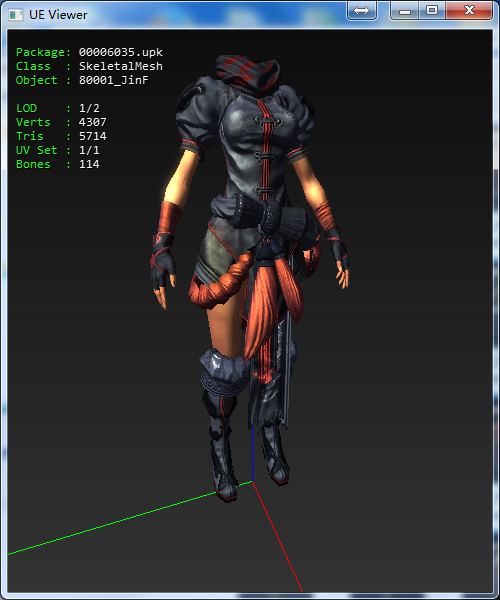 UE Viewer
Package: 00006035.upk
Class : SkeletalMesh
Object : 80001_JinF
LOD : 1/2
Verts : 4307
Tris : 5714
UV Set : 1/1
Bones : 114